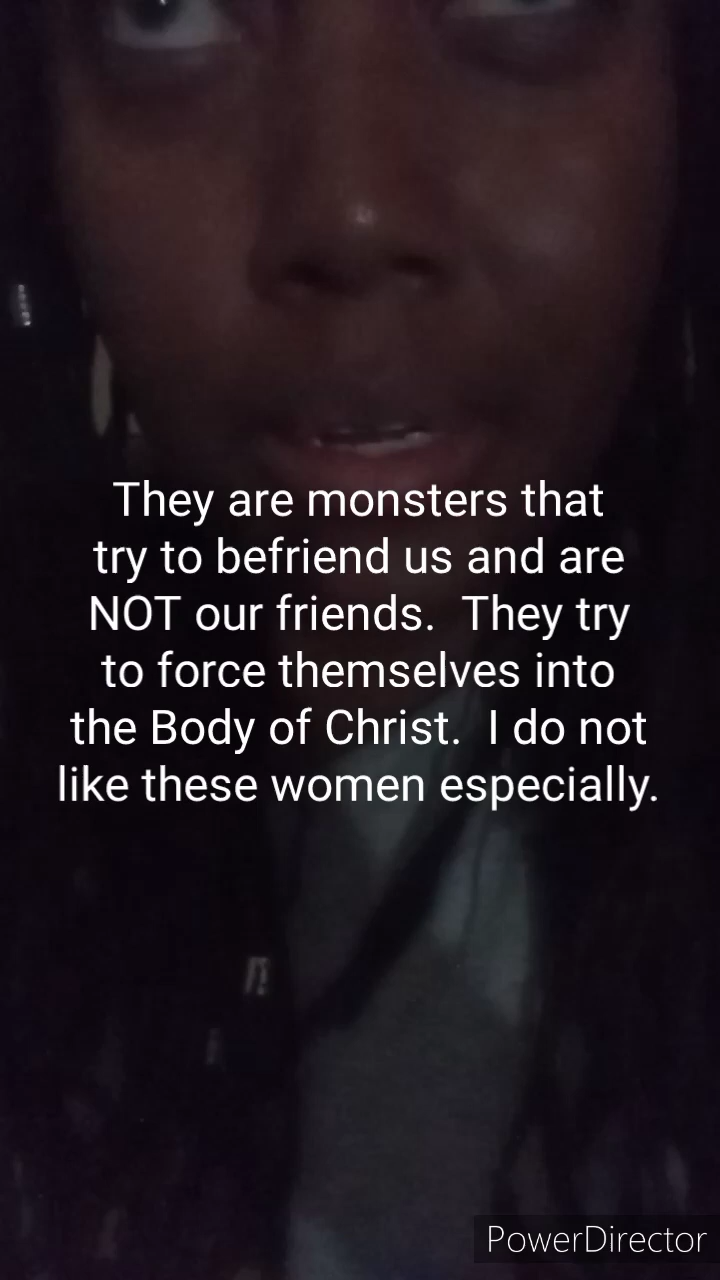 They are monsters that
try to befriend us and are
NOT our friends.  They try
to force themselves into
the Body of Christ.  I do not
like these women especially.
PowerDirector